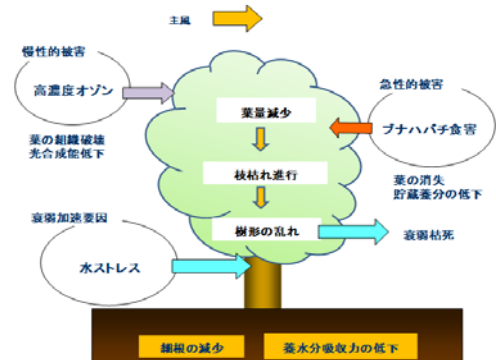 主風
慢性的被害
高濃度オゾン
葉の組織破壊
光合成能低下
急性的被害
ブナハバチ食害
葉の消失
貯蔵養分の低下
葉量減少
枝枯れ進行
樹形の乱れ
衰弱枯死
衰弱加速要因
水ストレス
細根の減少
養水分吸収力の低下